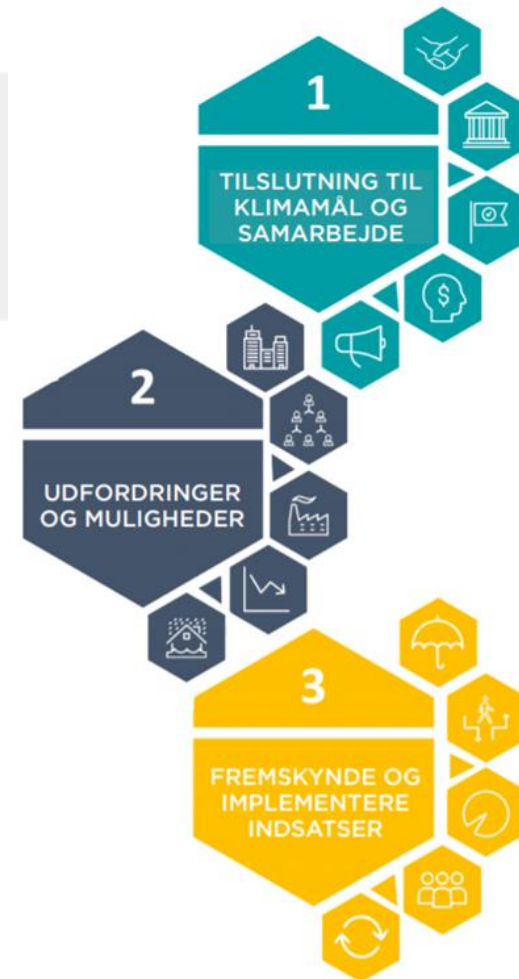 1
TILSLUTNING TIL
KLIMAMÅL OG
SAMARBEJDE
2
UDFORDRINGER
OG MULIGHEDER
3
FREMSKYNDE OG
IMPLEMENTERE
INDSATSER
$